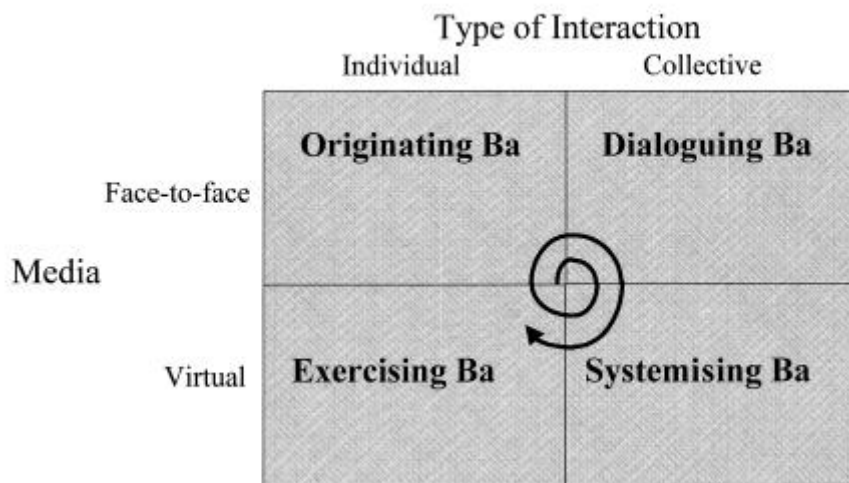 Type of Interaction
Individual Collective
Originating Ba Dialoguing Ba
Face-to-face
Media
Virtual Exercising Ba Systemising Ba